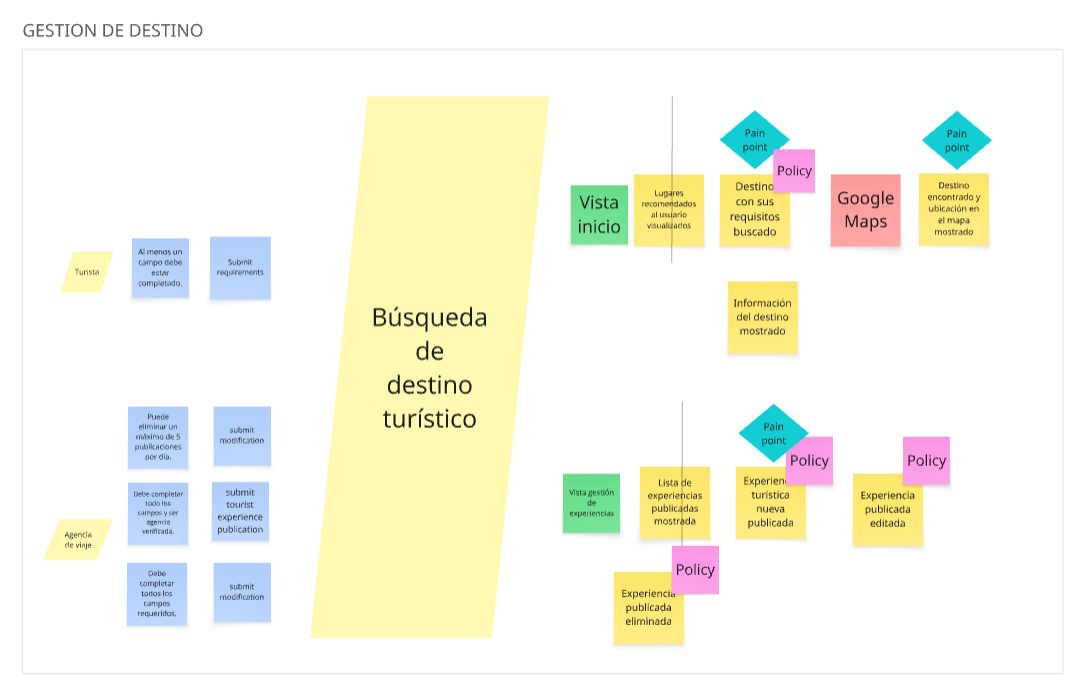 GESTION DE DESTINO
Turista
Al menos un
campo debe
estar
completado.
Submit
requirements
Puede
eliminar un
máximo de 5
publicaciones
por día.
submit
modification
Debe completar
todo los
campos y ser
agencia
verificada.
submit
tourist
experience
publication
Agencia
de viaje
Debe
completar
todos los
campos
requeridos.
submit
modification
Búsqueda
de
destino
turístico
Vista
inicio
Lugares
recomendados
al usuario
visualizados
Pain
point
Policy
Destino
con sus
requisitos
buscado
Google
Maps
Pain
point
Destino
encontrado y
ubicación en
el mapa
mostrado
Información
del destino
mostrado
Vista gestión
de
experiencias
Lista de
experiencias
publicadas
mostrada
Pain
point
Policy
Experiencia
turística
nueva
publicada
Policy
Experiencia
publicada
editada
Policy
Experiencia
publicada
eliminada